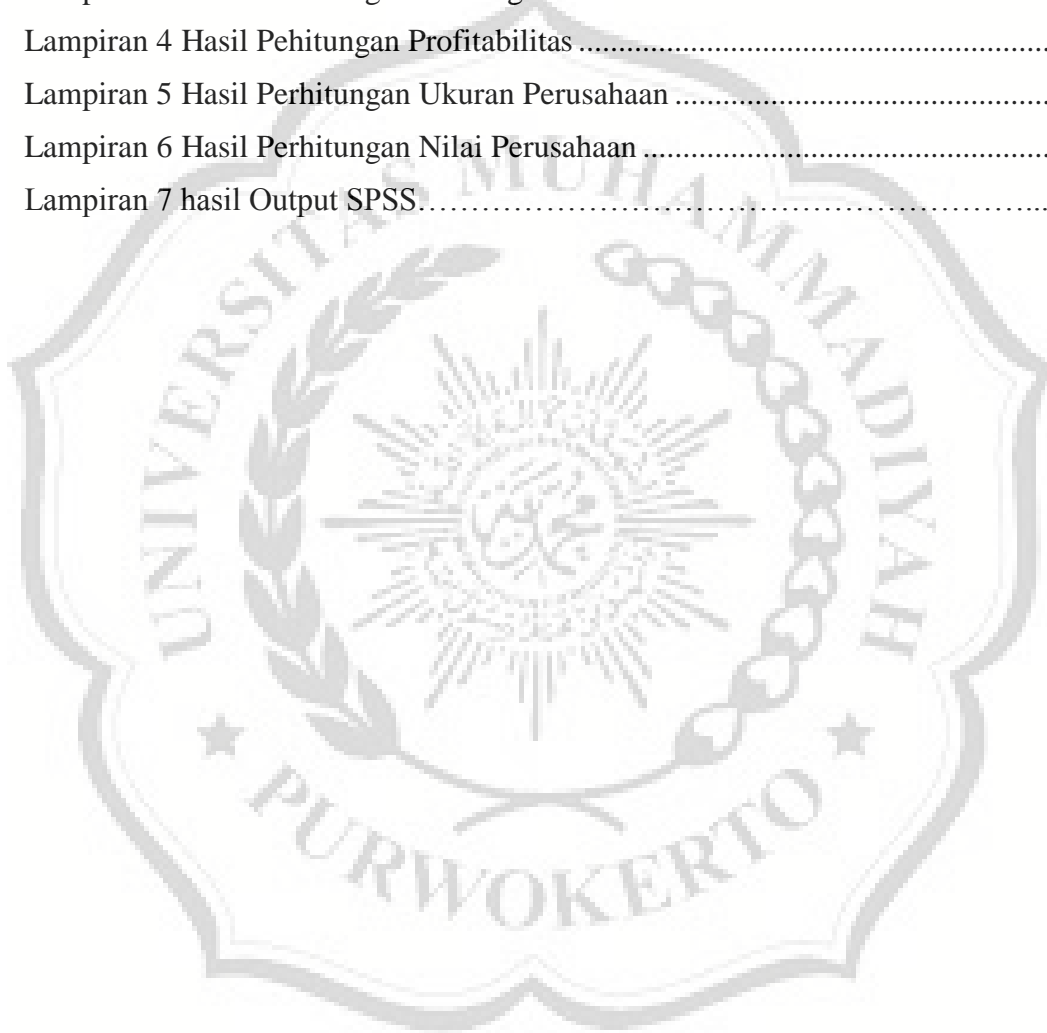 Lampiran 4 Hasil Pehitungan Profitabilitas ...............................................................
Lampiran 5 Hasil Perhitungan Ukuran Perusahaan ..................................................
Lampiran 6 Hasil Perhitungan Nilai Perusahaan ......................................................
Lampiran 7 hasil Output SPSS……………………………………………………...
UNIVERSITAS MUHAMMADIYAH
PURWOKERTO